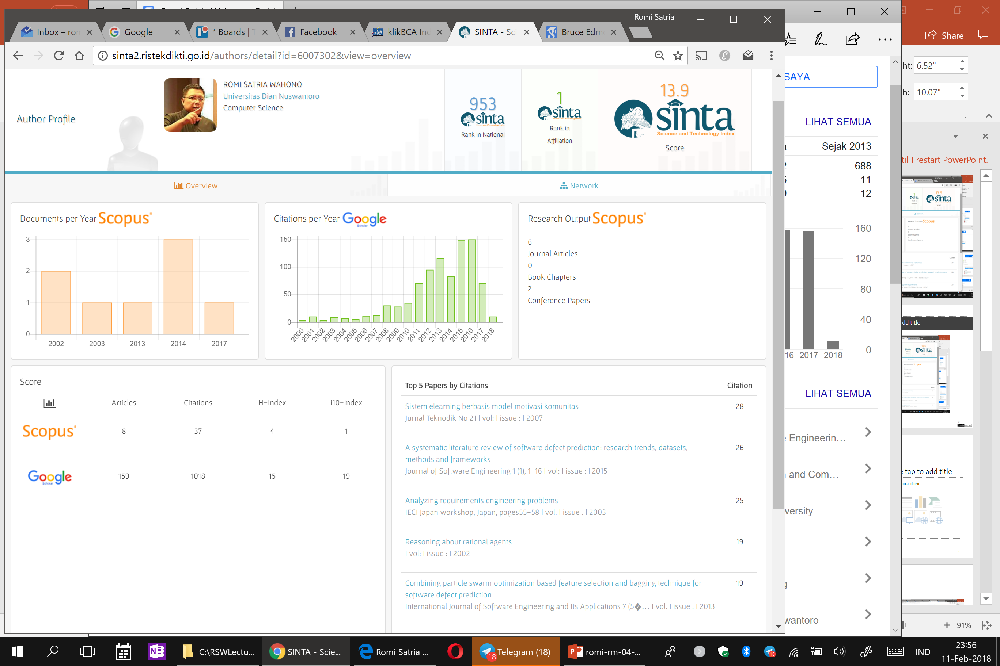 Romi Satria
Inbox – ron
Google
* Boards | T
Facebook
klikBCA Ind
SINTA - Sci
Bruce Edm
sinta2.ristekdikti.go.id/authors/detail?id=6007302&view=overview
Author Profile
ROMI SATRIA WAHONO
Universitas Dian Nuswantoro
Computer Science
953
sinta
Science and Technology Index
Rank in National
1
sinta
Science and Technology Index
Rank in
Affiliation
13.9
sinta
Science and Technology Index
Score
Overview
Network
Documents per Year Scopus
3
2
1
0
2002 2003 2013 2014 2017
Citations per Year Google Scholar
150
100
50
0
2000 2001 2002 2003 2004 2005 2006 2007 2008 2009 2010 2011 2012 2013 2014 2015 2016 2017 2018
Research Output Scopus
6
Journal Articles
0
Book Chapters
2
Conference Papers
Score
Articles Citations H-Index i10-Index
Scopus 8 37 4 1
Google Scholar 159 1018 15 19
Top 5 Papers by Citations Citation
Sistem elearning berbasis model motivasi komunitas 28
Jurnal Teknodik No 21 | vol: | issue : | 2007
A systematic literature review of software defect prediction: research trends, datasets, 26
methods and frameworks
Journal of Software Engineering 1 (1), 1-16 | vol: | issue : | 2015
Analyzing requirements engineering problems 25
IECI Japan workshop, Japan, pages55-58 | vol: | issue : | 2003
Reasoning about rational agents 19
| vol: | issue : | 2002
Combining particle swarm optimization based feature selection and bagging technique for 19
software defect prediction
International Journal of Software Engineering and Its Applications 7 (5�... | vol: | issue : | 2013
SAYA
LIHAT SEMUA
Sejak 2013
688
11
12
160
120
80
40
0
16 2017 2018
LIHAT SEMUA
Engineerin...
and Com...
versity
wantoro
Share
ht: 6.52"
th: 10.07"
til I restart PowerPoint.
dd title
tap to add title
to add text
91%
C:\RSWLectu...
SINTA - Scie...
Romi Satria ...
18
Telegram (18)
romi-rm-04-...
18
IND
23:56
11-Feb-2018